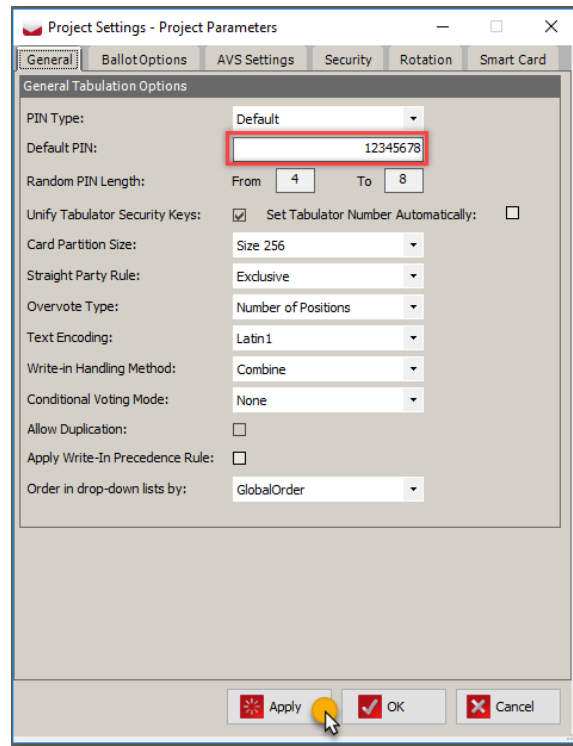 Project Settings - Project Parameters
General BallotOptions AVS Settings Security Rotation Smart Card
General Tabulation Options
PIN Type: Default
Default PIN: 12345678
Random PIN Length: From 4 To 8
Unify Tabulator Security Keys: Set Tabulator Number Automatically:
Card Partition Size: Size 256
Straight Party Rule: Exclusive
Overvote Type: Number of Positions
Text Encoding: Latin1
Write-in Handling Method: Combine
Conditional Voting Mode: None
Allow Duplication:
Apply Write-In Precedence Rule:
Order in drop-down lists by: GlobalOrder
Apply OK Cancel